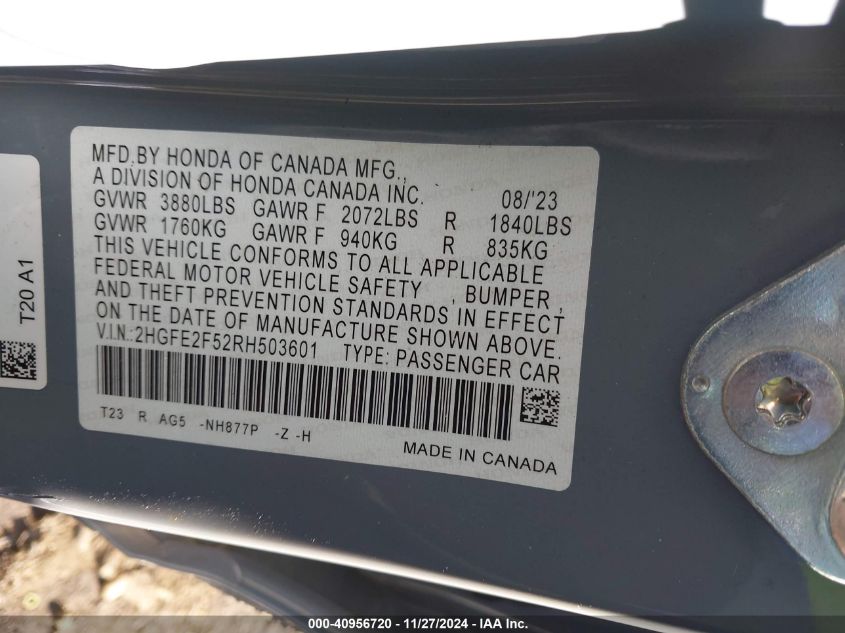 MFD.BY HONDA OF CANADA MFG.,
A DIVISION OF HONDA CANADA INC. 08/'23
GVWR 3880LBS GAWR F 2072LBS R 1840LBS
GVWR 1760KG GAWR F 940KG R 835KG
THIS VEHICLE CONFORMS TO ALL APPLICABLE
FEDERAL MOTOR VEHICLE SAFETY , BUMPER ,
AND THEFT PREVENTION STANDARDS IN EFFECT
ON THE DATE OF MANUFACTURE SHOWN ABOVE.
V.I.N.:2HGFE2F52RH503601 TYPE: PASSENGER CAR
T23 R AG5 -NH877P -Z -H
MADE IN CANADA
T20 A1
000-40956720 - 11/27/2024 - IAA Inc.